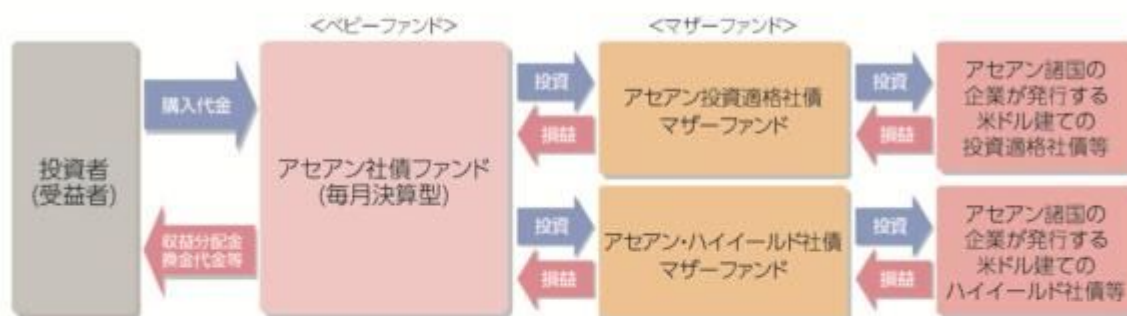 <ベビーファンド>
<マザーファンド>
投資者
(受益者)
購入代金
収益分配金
換金代金等
アセアン社債ファンド
(毎月決算型)
投資
損益
アセアン投資適格社債
マザーファンド
投資
損益
アセアン諸国の
企業が発行する
米ドル建ての
投資適格社債等
投資
損益
アセアン・ハイイールド社債
マザーファンド
投資
損益
アセアン諸国の
企業が発行する
米ドル建ての
ハイイールド社債等